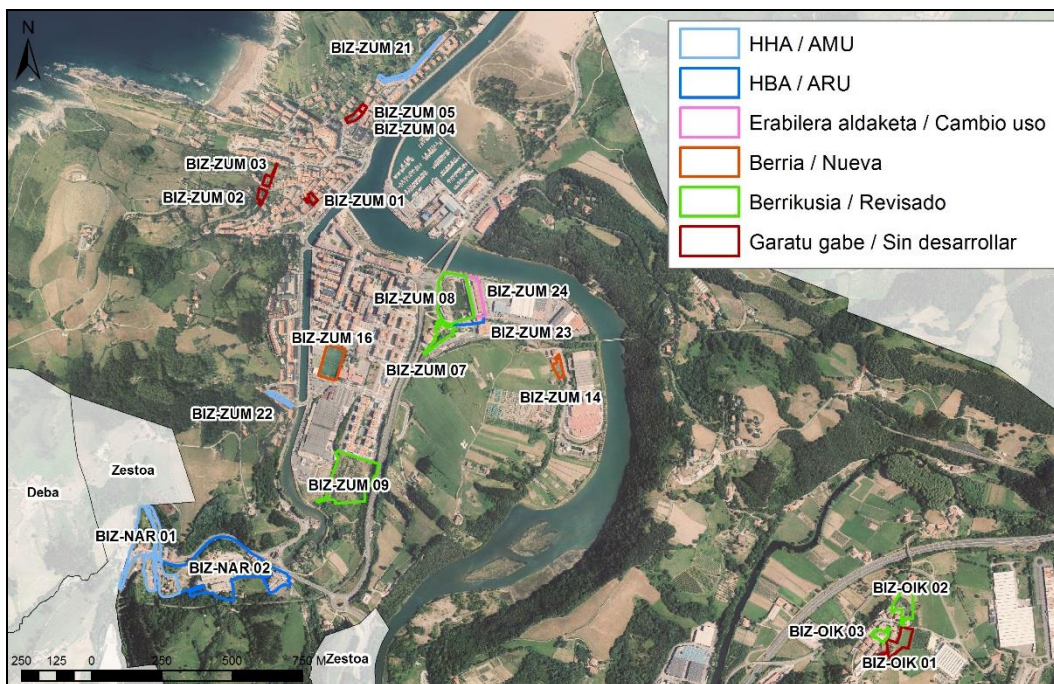 N
BIZ-ZUM 21
HHA / AMU
HBA / ARU
Erabilera aldaketa / Cambio uso
Berria / Nueva
Berrikusia / Revisado
Garatu gabe / Sin desarrollar
BIZ-ZUM 05
BIZ-ZUM 04
BIZ-ZUM 03
BIZ-ZUM 02
BIZ-ZUM 01
BIZ-ZUM 08
BIZ-ZUM 24
BIZ-ZUM 23
BIZ-ZUM 16
BIZ-ZUM 07
BIZ-ZUM 14
BIZ-ZUM 22
Zestoa
Deba
BIZ-ZUM 09
BIZ-NAR 01
BIZ-NAR 02
BIZ-OIK 02
BIZ-OIK 03
BIZ-OIK 01
Zestoa
250 125 0 250 500 750 M